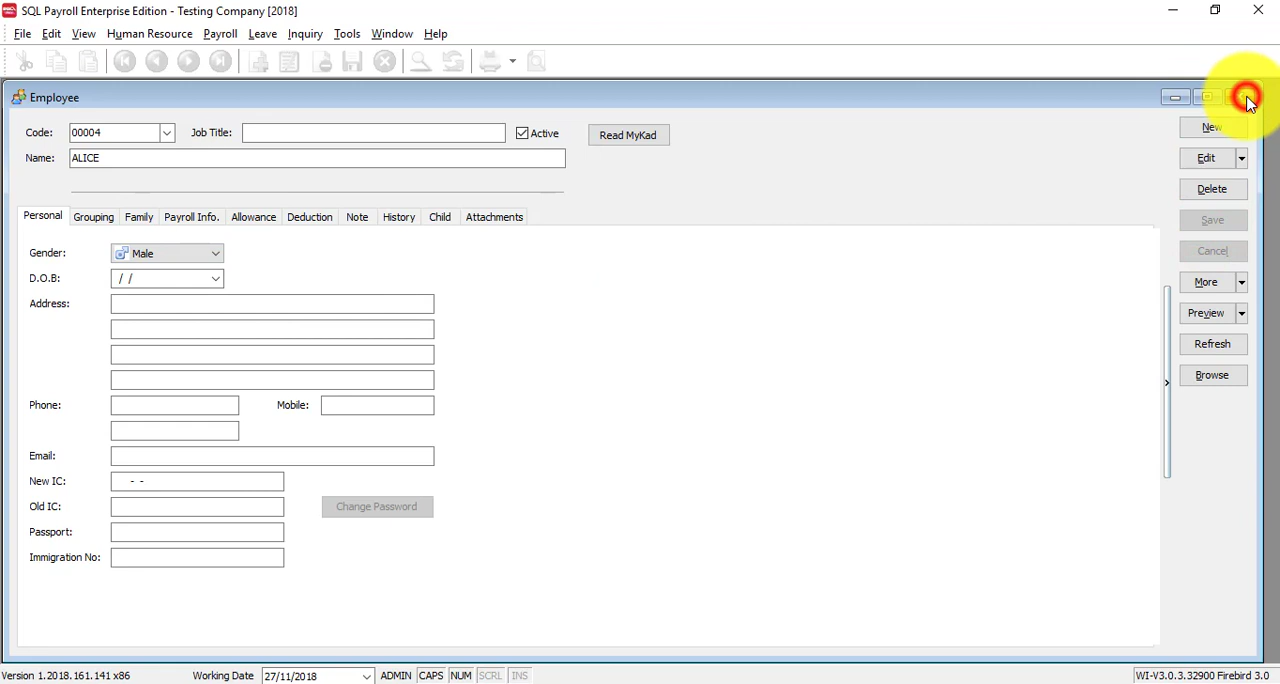 SQL Payroll Enterprise Edition - Testing Company [2018]
File Edit View Human Resource Payroll Leave Inquiry Tools Window Help
Employee
Code: 00004 Job Title: Active Read MyKad
Name: ALICE
New
Edit
Delete
Save
Cancel
More
Preview
Refresh
Browse
Personal Grouping Family Payroll Info. Allowance Deduction Note History Child Attachments
Gender: Male
D.O.B: / /
Address:
Phone: Mobile:
Email:
New IC: - -
Old IC: Change Password
Passport:
Immigration No:
Version 1.2018.161.141 x86 Working Date 27/11/2018 ADMIN CAPS NUM SCRL INS WI-V3.0.3.32900 Firebird 3.0